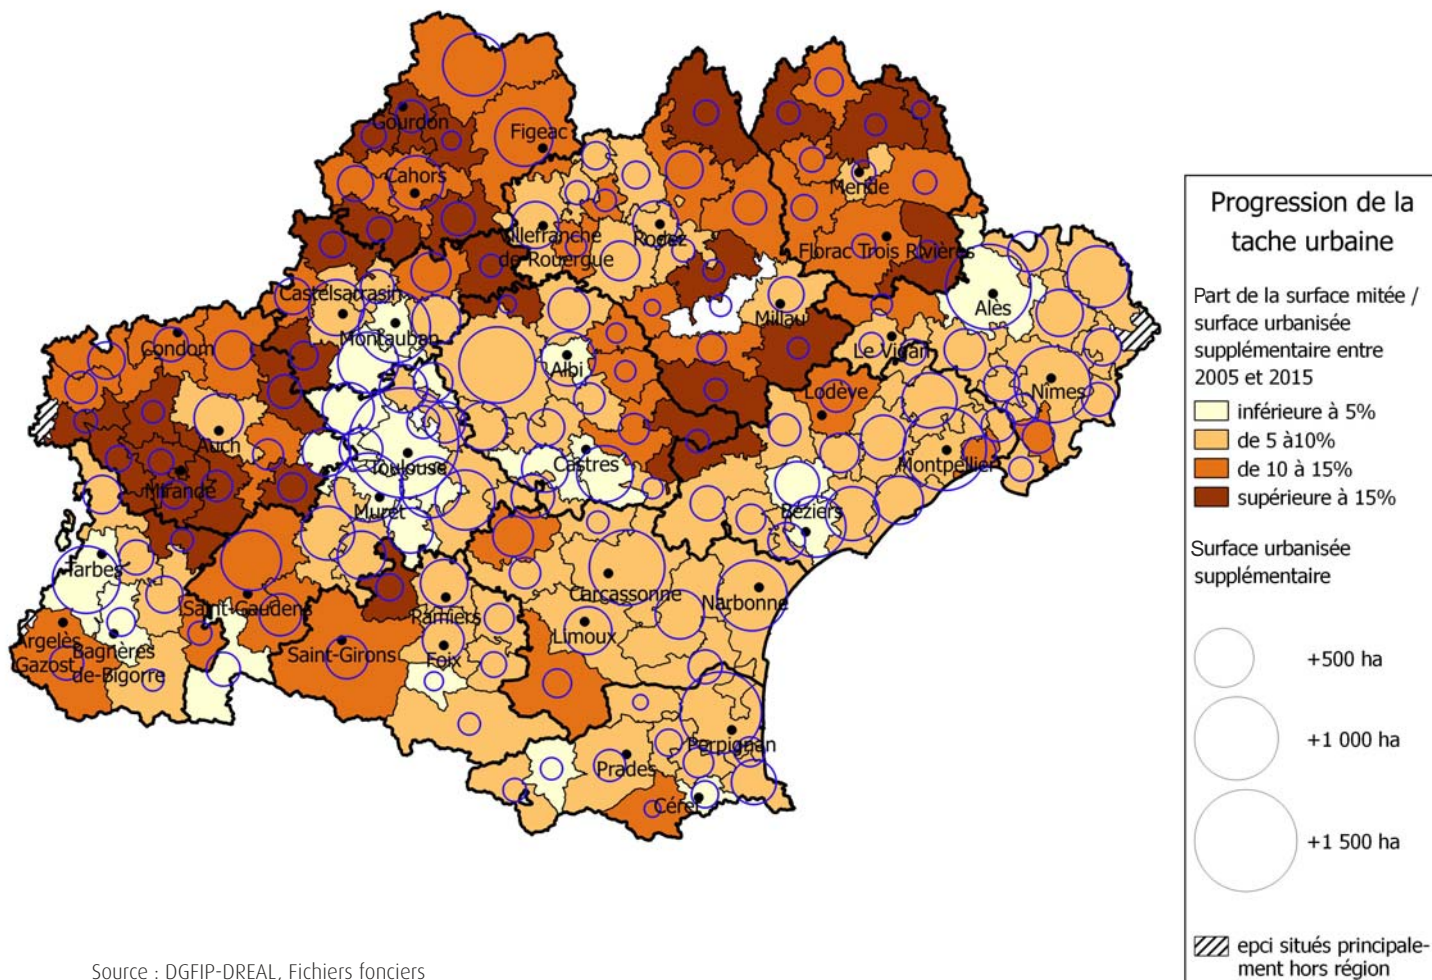 Gourdon
Figeac
Cahors
Mende
Villefranche
de-Rouergue
Rodez
Florac Trois Rivières
Castelsarrasin
Montauban
Millau
Alès
Condom
Albi
Le Vigan
Nîmes
Lodève
Auch
Toulouse
Castres
Montpellier
Mirande
Muret
Béziers
Tarbes
Saint-Gaudens
Pamiers
Carcassonne
Narbonne
Argelès
Gazost
Bagnères
de-Bigorre
Saint-Girons
Foix
Limoux
Perpignan
Prades
Céret
Progression de la
tache urbaine
Part de la surface mitée /
surface urbanisée
supplémentaire entre
2005 et 2015
inférieure à 5%
de 5 à10%
de 10 à 15%
supérieure à 15%
Surface urbanisée
supplémentaire
+500 ha
+1 000 ha
+1 500 ha
epci situés principale-
ment hors région
Source : DGFIP-DREAL, Fichiers fonciers